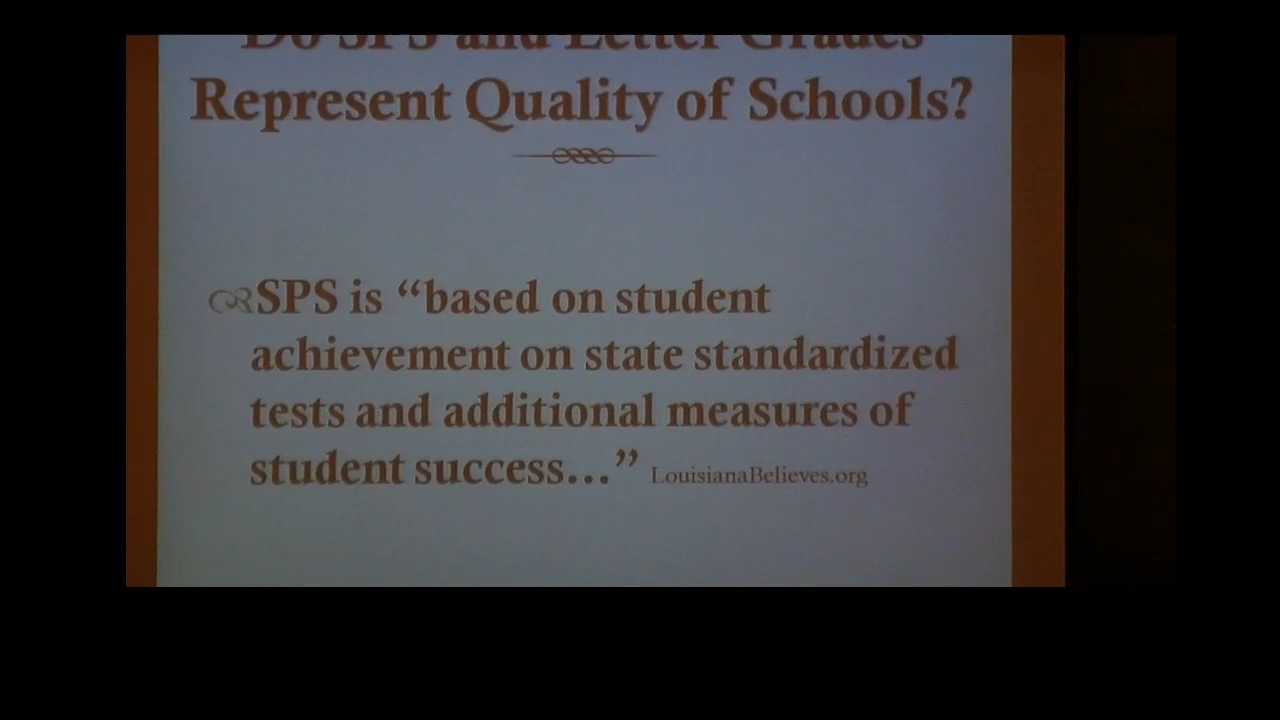 Do SPS and Letter Grades
Represent Quality of Schools?
SPS is “based on student
achievement on state standardized
tests and additional measures of
student success...” LouisianaBelieves.org